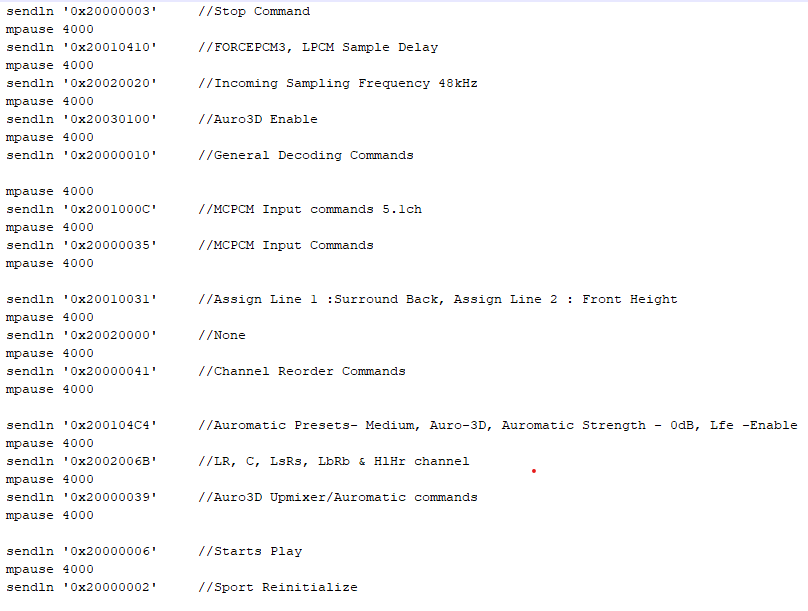 sendln '0x20000003' //Stop Command
mpause 4000
sendln '0x20010410' //FORCEPCM3, LPCM Sample Delay
mpause 4000
sendln '0x20020020' //Incoming Sampling Frequency 48kHz
mpause 4000
sendln '0x20030100' //Auro3D Enable
mpause 4000
sendln '0x20000010' //General Decoding Commands
mpause 4000
sendln '0x2001000C' //MCPCM Input commands 5.1ch
mpause 4000
sendln '0x20000035' //MCPCM Input Commands
mpause 4000
sendln '0x20010031' //Assign Line 1 :Surround Back, Assign Line 2 : Front Height
mpause 4000
sendln '0x20020000' //None
mpause 4000
sendln '0x20000041' //Channel Reorder Commands
mpause 4000
sendln '0x200104C4' //Auromatic Presets- Medium, Auro-3D, Auromatic Strength - 0dB, Lfe -Enable
mpause 4000
sendln '0x2002006B' //LR, C, LsRs, LbRb & HlHr channel
mpause 4000
sendln '0x20000039' //Auro3D Upmixer/Auromatic commands
mpause 4000
sendln '0x20000006' //Starts Play
mpause 4000
sendln '0x20000002' //Sport Reinitialize